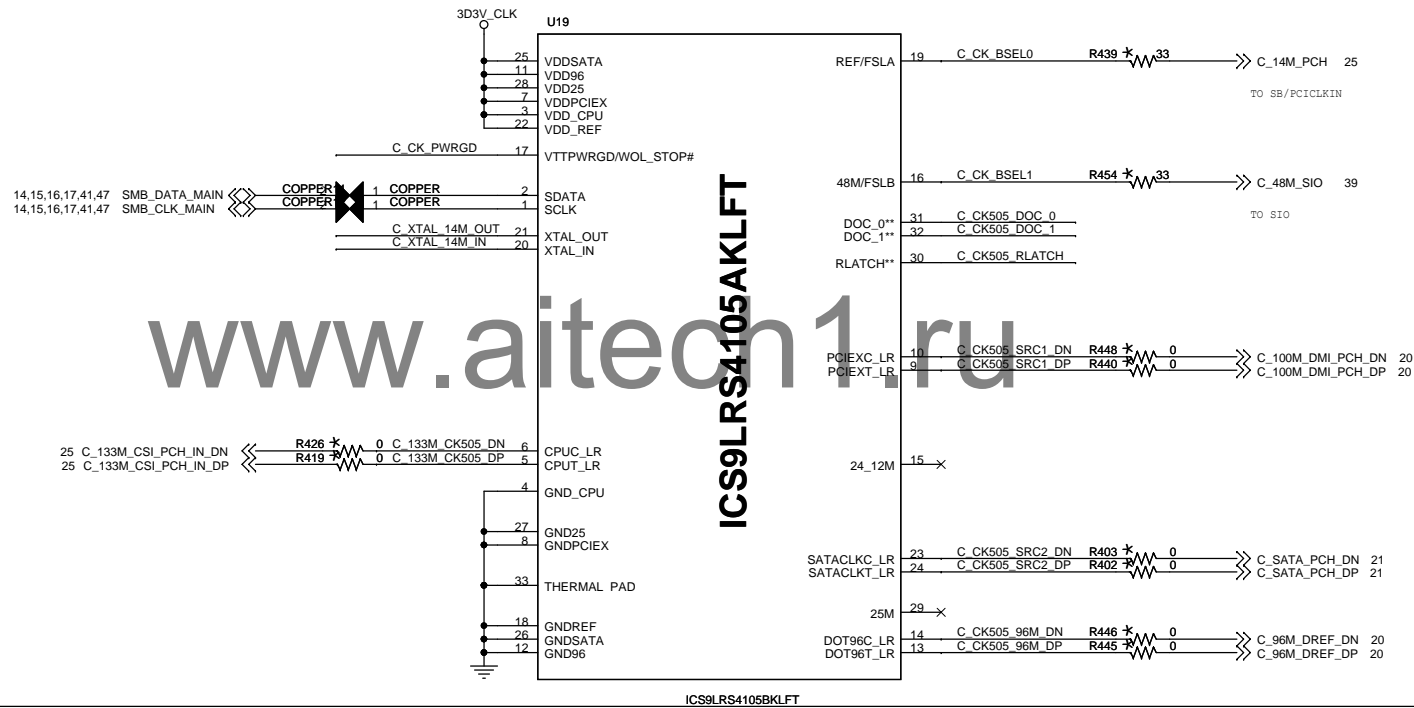 3D3V_CLK
U19
25 VDDSATA
11 VDD96
28 VDD25
7 VDDPCIEX
3 VDD_CPU
22 VDD_REF
C_CK_PWRGD 17 VTTPWRGD/WOL_STOP#
14,15,16,17,41,47 SMB_DATA_MAIN COPPER 2 1 COPPER 2 SDATA
14,15,16,17,41,47 SMB_CLK_MAIN COPPER 2 1 COPPER 1 SCLK
C_XTAL_14M_OUT 21 XTAL_OUT
C_XTAL_14M_IN 20 XTAL_IN
25 C_133M_CSI_PCH_IN_DN R426 0 C_133M_CK505_DN 6 CPUC_LR
25 C_133M_CSI_PCH_IN_DP R419 0 C_133M_CK505_DP 5 CPUT_LR
4 GND_CPU
27 GND25
8 GNDPCIEX
33 THERMAL PAD
18 GNDREF
26 GNDSATA
12 GND96
ICS9LRS4105AKLFT
REF/FSLA 19 C_CK_BSEL0 R439 33 C_14M_PCH 25
TO SB/PCICLKIN
48M/FSLB 16 C_CK_BSEL1 R454 33 C_48M_SIO 39
TO SIO
DOC_0** 31 C_CK505_DOC_0
DOC_1** 32 C_CK505_DOC_1
RLATCH** 30 C_CK505_RLATCH
PCIEXC_LR 10 C_CK505_SRC1_DN R448 0 C_100M_DMI_PCH_DN 20
PCIEXT_LR 9 C_CK505_SRC1_DP R440 0 C_100M_DMI_PCH_DP 20
24_12M 15
SATACLKC_LR 23 C_CK505_SRC2_DN R403 0 C_SATA_PCH_DN 21
SATACLKT_LR 24 C_CK505_SRC2_DP R402 0 C_SATA_PCH_DP 21
25M 29
DOT96C_LR 14 C_CK505_96M_DN R446 0 C_96M_DREF_DN 20
DOT96T_LR 13 C_CK505_96M_DP R445 0 C_96M_DREF_DP 20
ICS9LRS4105BKLFT
www.aitech1.ru